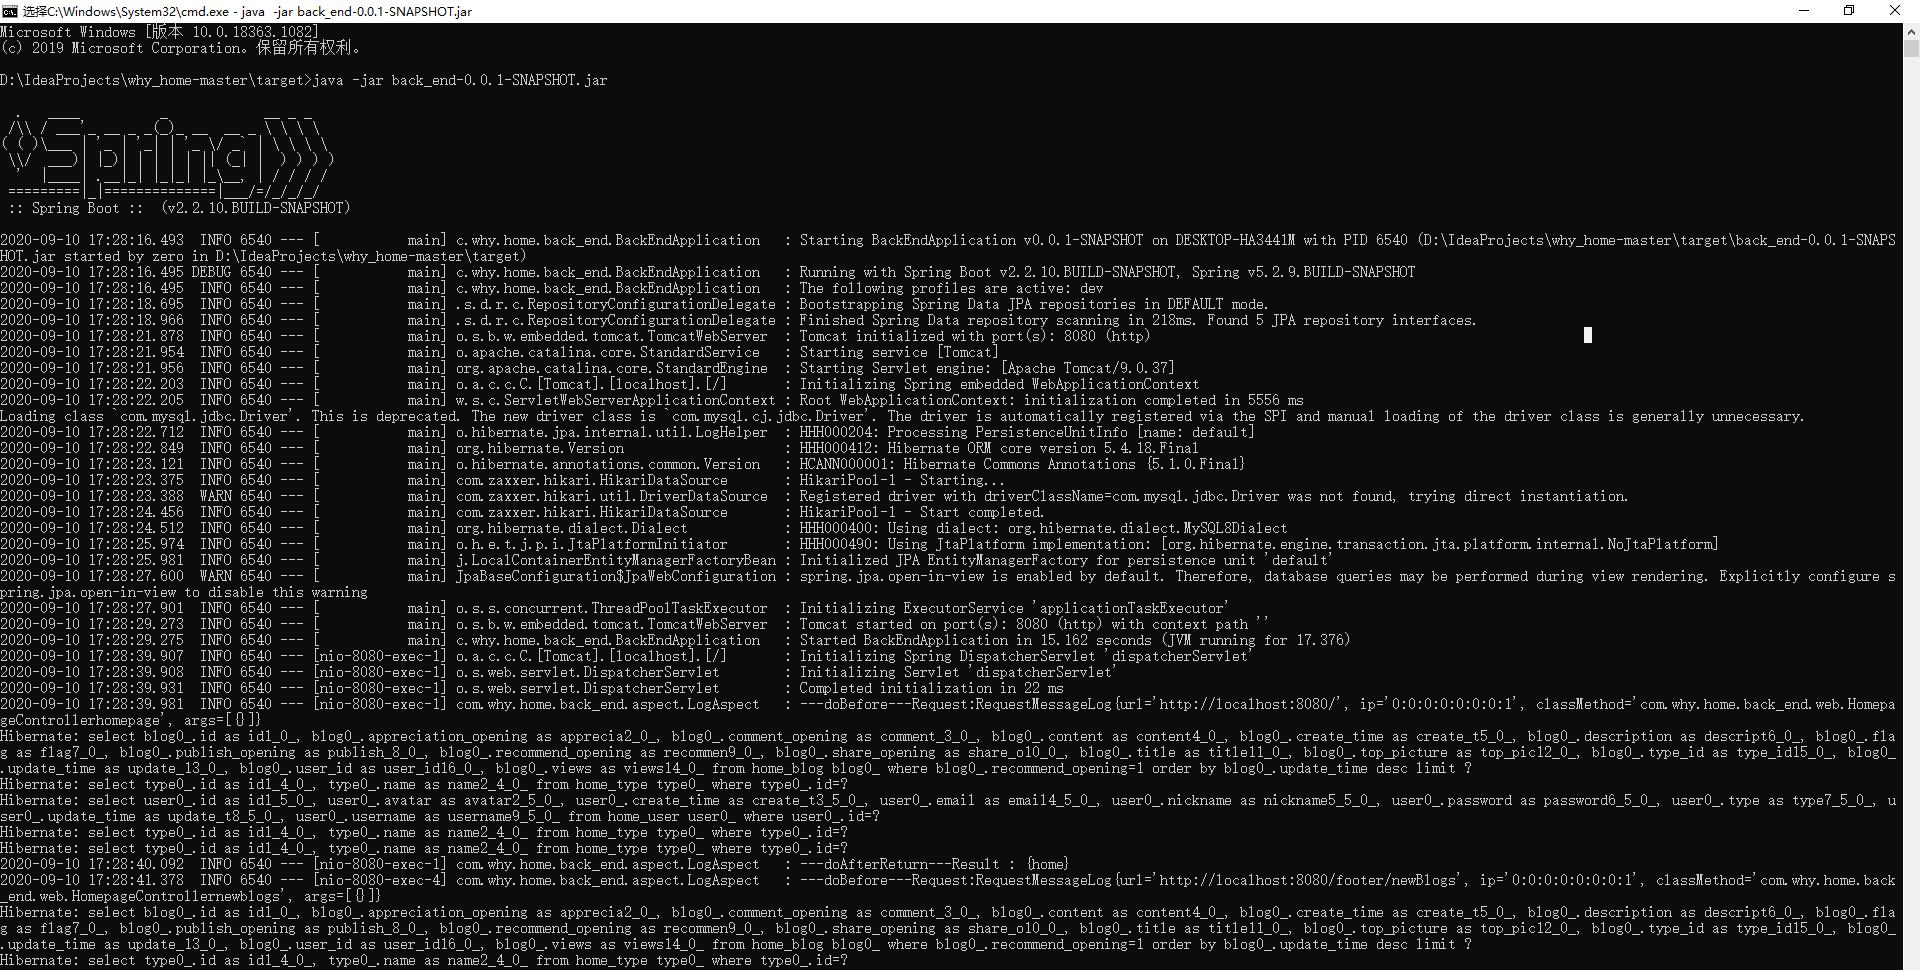 选择C:\Windows\System32\cmd.exe - java  -jar back_end-0.0.1-SNAPSHOT.jar
Microsoft Windows [版本 10.0.18363.1082]
(c) 2019 Microsoft Corporation。保留所有权利。
D:\IdeaProjects\why_home-master\target>java -jar back_end-0.0.1-SNAPSHOT.jar
Spring
:: Spring Boot ::  (v2.2.10.BUILD-SNAPSHOT)
2020-09-10 17:28:16.493  INFO 6540 --- [           main] c.why.home.back_end.BackEndApplication   : Starting BackEndApplication v0.0.1-SNAPSHOT on DESKTOP-HA3441M with PID 6540 (D:\IdeaProjects\why_home-master\target\back_end-0.0.1-SNAPS
HOT.jar started by zero in D:\IdeaProjects\why_home-master\target)
2020-09-10 17:28:16.495 DEBUG 6540 --- [           main] c.why.home.back_end.BackEndApplication   : Running with Spring Boot v2.2.10.BUILD-SNAPSHOT, Spring v5.2.9.BUILD-SNAPSHOT
2020-09-10 17:28:16.495  INFO 6540 --- [           main] c.why.home.back_end.BackEndApplication   : The following profiles are active: dev
2020-09-10 17:28:18.695  INFO 6540 --- [           main] .s.d.r.c.RepositoryConfigurationDelegate : Bootstrapping Spring Data JPA repositories in DEFAULT mode.
2020-09-10 17:28:18.966  INFO 6540 --- [           main] .s.d.r.c.RepositoryConfigurationDelegate : Finished Spring Data repository scanning in 218ms. Found 5 JPA repository interfaces.
2020-09-10 17:28:21.878  INFO 6540 --- [           main] o.s.b.w.embedded.tomcat.TomcatWebServer  : Tomcat initialized with port(s): 8080 (http)
2020-09-10 17:28:21.954  INFO 6540 --- [           main] o.apache.catalina.core.StandardService   : Starting service [Tomcat]
2020-09-10 17:28:21.956  INFO 6540 --- [           main] org.apache.catalina.core.StandardEngine  : Starting Servlet engine: [Apache Tomcat/9.0.37]
2020-09-10 17:28:22.203  INFO 6540 --- [           main] o.a.c.c.C.[Tomcat].[localhost].[/]       : Initializing Spring embedded WebApplicationContext
2020-09-10 17:28:22.205  INFO 6540 --- [           main] w.s.c.ServletWebServerApplicationContext : Root WebApplicationContext: initialization completed in 5556 ms
Loading class `com.mysql.jdbc.Driver'. This is deprecated. The new driver class is `com.mysql.cj.jdbc.Driver'. The driver is automatically registered via the SPI and manual loading of the driver class is generally unnecessary.
2020-09-10 17:28:22.712  INFO 6540 --- [           main] o.hibernate.jpa.internal.util.LogHelper  : HHH000204: Processing PersistenceUnitInfo [name: default]
2020-09-10 17:28:22.849  INFO 6540 --- [           main] org.hibernate.Version                    : HHH000412: Hibernate ORM core version 5.4.18.Final
2020-09-10 17:28:23.121  INFO 6540 --- [           main] o.hibernate.annotations.common.Version   : HCANN000001: Hibernate Commons Annotations {5.1.0.Final}
2020-09-10 17:28:23.375  INFO 6540 --- [           main] com.zaxxer.hikari.HikariDataSource       : HikariPool-1 - Starting...
2020-09-10 17:28:23.388  WARN 6540 --- [           main] com.zaxxer.hikari.util.DriverDataSource  : Registered driver with driverClassName=com.mysql.jdbc.Driver was not found, trying direct instantiation.
2020-09-10 17:28:24.456  INFO 6540 --- [           main] com.zaxxer.hikari.HikariDataSource       : HikariPool-1 - Start completed.
2020-09-10 17:28:24.512  INFO 6540 --- [           main] org.hibernate.dialect.Dialect            : HHH000400: Using dialect: org.hibernate.dialect.MySQL8Dialect
2020-09-10 17:28:25.974  INFO 6540 --- [           main] o.h.e.t.j.p.i.JtaPlatformInitiator       : HHH000490: Using JtaPlatform implementation: [org.hibernate.engine.transaction.jta.platform.internal.NoJtaPlatform]
2020-09-10 17:28:25.981  INFO 6540 --- [           main] j.LocalContainerEntityManagerFactoryBean : Initialized JPA EntityManagerFactory for persistence unit 'default'
2020-09-10 17:28:27.600  WARN 6540 --- [           main] JpaBaseConfiguration$JpaWebConfiguration : spring.jpa.open-in-view is enabled by default. Therefore, database queries may be performed during view rendering. Explicitly configure s
pring.jpa.open-in-view to disable this warning
2020-09-10 17:28:27.901  INFO 6540 --- [           main] o.s.s.concurrent.ThreadPoolTaskExecutor  : Initializing ExecutorService 'applicationTaskExecutor'
2020-09-10 17:28:29.273  INFO 6540 --- [           main] o.s.b.w.embedded.tomcat.TomcatWebServer  : Tomcat started on port(s): 8080 (http) with context path ''
2020-09-10 17:28:29.275  INFO 6540 --- [           main] c.why.home.back_end.BackEndApplication   : Started BackEndApplication in 15.162 seconds (JVM running for 17.376)
2020-09-10 17:28:39.907  INFO 6540 --- [nio-8080-exec-1] o.a.c.c.C.[Tomcat].[localhost].[/]       : Initializing Spring DispatcherServlet 'dispatcherServlet'
2020-09-10 17:28:39.908  INFO 6540 --- [nio-8080-exec-1] o.s.web.servlet.DispatcherServlet        : Initializing Servlet 'dispatcherServlet'
2020-09-10 17:28:39.931  INFO 6540 --- [nio-8080-exec-1] o.s.web.servlet.DispatcherServlet        : Completed initialization in 22 ms
2020-09-10 17:28:39.981  INFO 6540 --- [nio-8080-exec-1] com.why.home.back_end.aspect.LogAspect   : ---doBefore---Request:RequestMessageLog{url='http://localhost:8080/', ip='0:0:0:0:0:0:0:1', classMethod='com.why.home.back_end.web.Homepa
geControllerhomepage', args=[{}]}
Hibernate: select blog0_.id as id1_0_, blog0_.appreciation_opening as apprecia2_0_, blog0_.comment_opening as comment_3_0_, blog0_.content as content4_0_, blog0_.create_time as create_t5_0_, blog0_.description as descript6_0_, blog0_.fla
g as flag7_0_, blog0_.publish_opening as publish_8_0_, blog0_.recommend_opening as recommen9_0_, blog0_.share_opening as share_o10_0_, blog0_.title as title11_0_, blog0_.top_picture as top_pic12_0_, blog0_.type_id as type_id15_0_, blog0_
.update_time as update_13_0_, blog0_.user_id as user_id16_0_, blog0_.views as views14_0_ from home_blog blog0_ where blog0_.recommend_opening=1 order by blog0_.update_time desc limit ?
Hibernate: select type0_.id as id1_4_0_, type0_.name as name2_4_0_ from home_type type0_ where type0_.id=?
Hibernate: select user0_.id as id1_5_0_, user0_.avatar as avatar2_5_0_, user0_.create_time as create_t3_5_0_, user0_.email as email4_5_0_, user0_.nickname as nickname5_5_0_, user0_.password as password6_5_0_, user0_.type as type7_5_0_, u
ser0_.update_time as update_t8_5_0_, user0_.username as username9_5_0_ from home_user user0_ where user0_.id=?
Hibernate: select type0_.id as id1_4_0_, type0_.name as name2_4_0_ from home_type type0_ where type0_.id=?
Hibernate: select type0_.id as id1_4_0_, type0_.name as name2_4_0_ from home_type type0_ where type0_.id=?
2020-09-10 17:28:40.092  INFO 6540 --- [nio-8080-exec-1] com.why.home.back_end.aspect.LogAspect   : ---doAfterReturn---Result : {home}
2020-09-10 17:28:41.378  INFO 6540 --- [nio-8080-exec-4] com.why.home.back_end.aspect.LogAspect   : ---doBefore---Request:RequestMessageLog{url='http://localhost:8080/footer/newBlogs', ip='0:0:0:0:0:0:0:1', classMethod='com.why.home.back
_end.web.HomepageControllernewblogs', args=[{}]}
Hibernate: select blog0_.id as id1_0_, blog0_.appreciation_opening as apprecia2_0_, blog0_.comment_opening as comment_3_0_, blog0_.content as content4_0_, blog0_.create_time as create_t5_0_, blog0_.description as descript6_0_, blog0_.fla
g as flag7_0_, blog0_.publish_opening as publish_8_0_, blog0_.recommend_opening as recommen9_0_, blog0_.share_opening as share_o10_0_, blog0_.title as title11_0_, blog0_.top_picture as top_pic12_0_, blog0_.type_id as type_id15_0_, blog0_
.update_time as update_13_0_, blog0_.user_id as user_id16_0_, blog0_.views as views14_0_ from home_blog blog0_ where blog0_.recommend_opening=1 order by blog0_.update_time desc limit ?
Hibernate: select type0_.id as id1_4_0_, type0_.name as name2_4_0_ from home_type type0_ where type0_.id=?